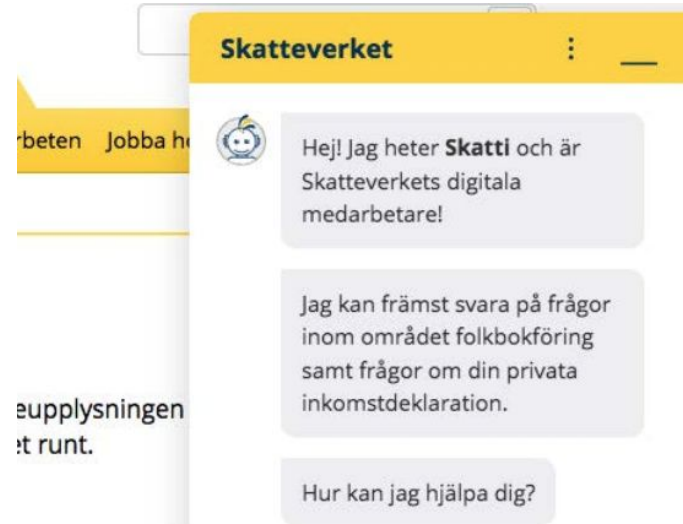 Skatteverket
rbeten Jobba h
Hej! Jag heter Skatti och är
Skatteverkets digitala
medarbetare!
Jag kan främst svara på frågor
inom området folkbokföring
samt frågor om din privata
inkomstdeklaration.
eupplysningen
et runt.
Hur kan jag hjälpa dig?